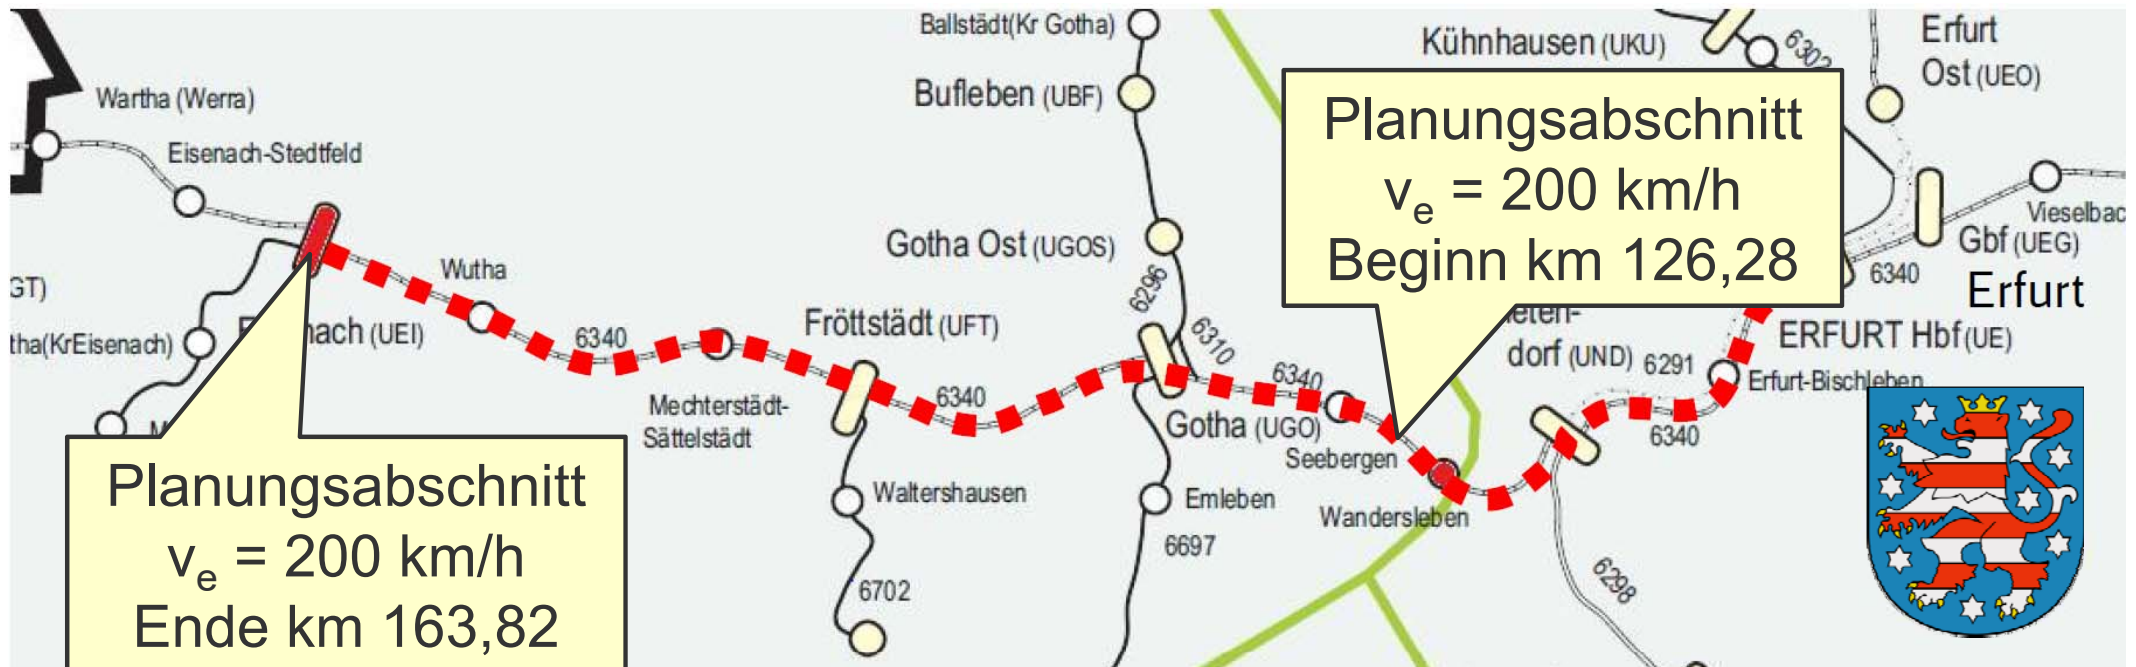 Ballstädt(Kr Gotha)
Kühnhausen (UKU)
6302
Erfurt
Ost (UEO)
Wartha (Werra)
Bufleben (UBF)
Planungsabschnitt
ve = 200 km/h
Beginn km 126,28
Eisenach-Stedtfeld
Vieselbac
Gotha Ost (UGOS)
Gbf (UEG)
6340
Erfurt
Wutha
GT)
6296
Fröttstädt (UFT)
nach (UEI)
tha(KrEisenach)
6340
6310
dorf (UND)
6291
ERFURT Hbf(UE)
Erfurt-Bischleben
6340
6340
Mechterstädt-
Sättelstädt
Gotha (UGO)
Seebergen
6340
M
Planungsabschnitt
ve = 200 km/h
Ende km 163,82
Waltershausen
Emleben
Wandersleben
6697
6702
6298